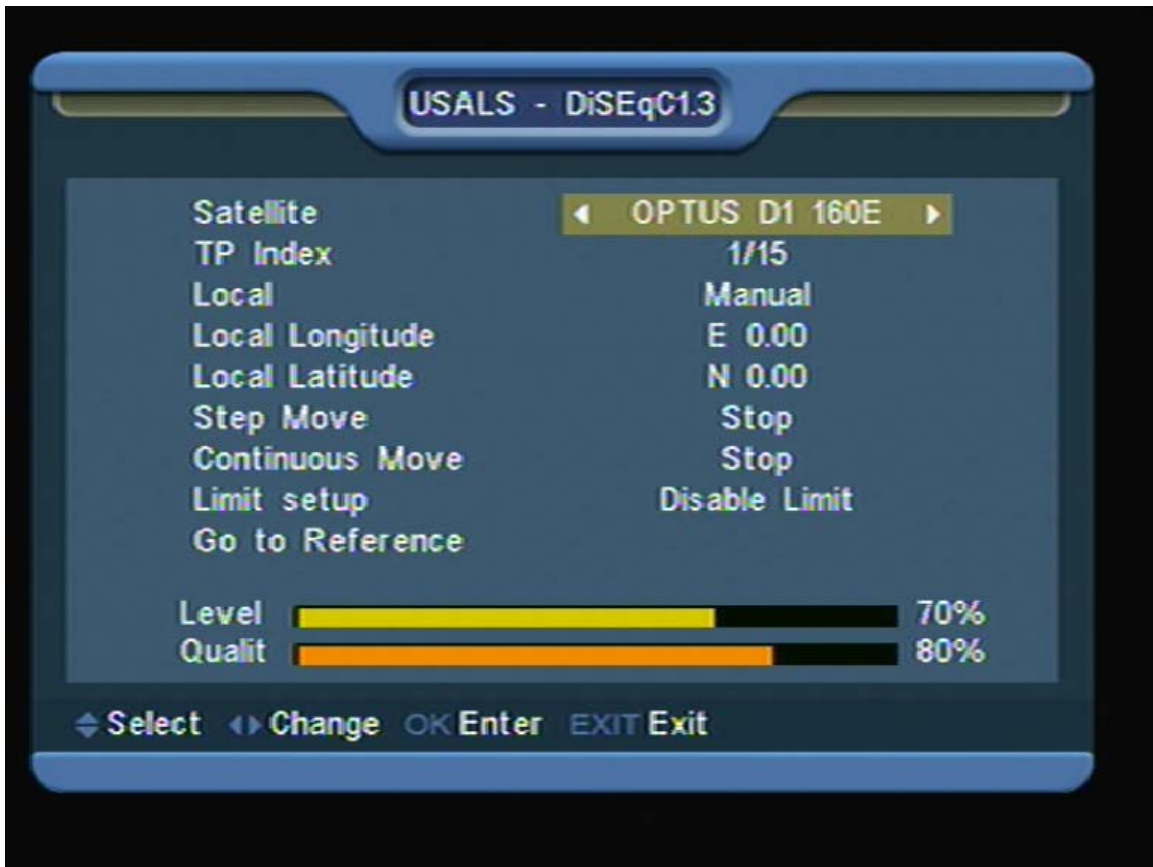 USALS - DiSEqC1.3
Satellite OPTUS D1 160E
TP Index 1/15
Local Manual
Local Longitude E 0.00
Local Latitude N 0.00
Step Move Stop
Continuous Move Stop
Limit setup Disable Limit
Go to Reference
Level 70%
Qualit 80%
Select Change OK Enter EXIT Exit